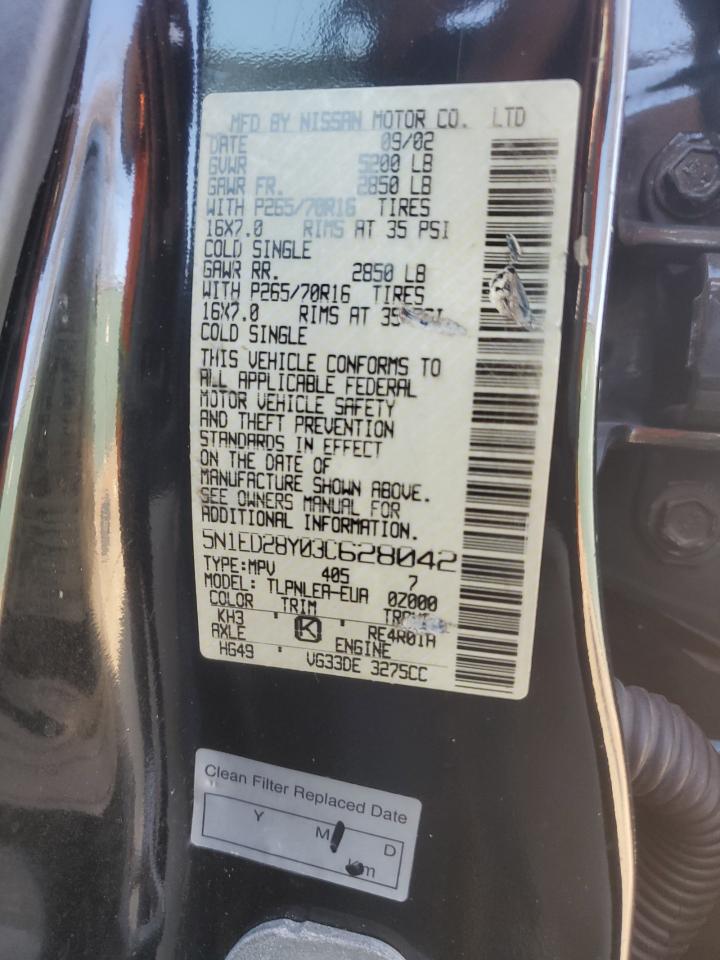 MFD BY NISSAN MOTOR CO. LTD
DATE 09/02
GVWR 5200 LB
GAWR FR. 2850 LB
WITH P265/70R16 TIRES
16X7.0 RIMS AT 35 PSI
COLD SINGLE
GAWR RR. 2850 LB
WITH P265/70R16 TIRES
16X7.0 RIMS AT 35
COLD SINGLE
THIS VEHICLE CONFORMS TO
ALL APPLICABLE FEDERAL
MOTOR VEHICLE SAFETY
AND THEFT PREVENTION
STANDARDS IN EFFECT
ON THE DATE OF
MANUFACTURE SHOWN ABOVE.
SEE OWNERS MANUAL FOR
ADDITIONAL INFORMATION
5N1ED28Y03C628042
TYPE:MPV 405 7
MODEL: TLPNLEA-EUA 0Z000
COLOR TRIM
KH3 K RE4R01A
AXLE ENGINE
HG49 VG33DE 3275CC
Clean Filter Replaced Date
Y M D
Km